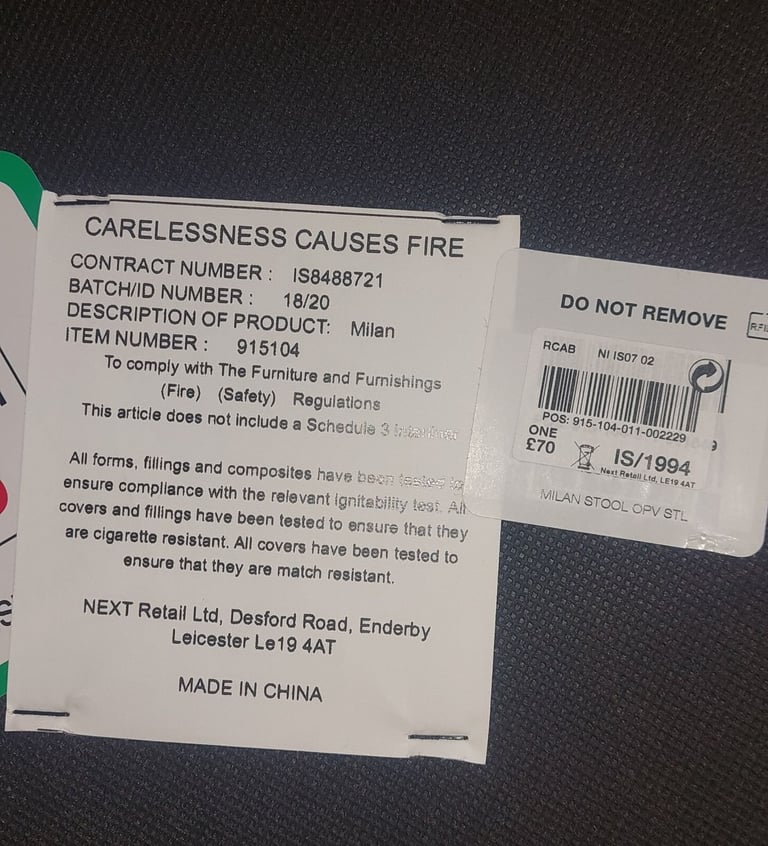 CARELESSNESS CAUSES FIRE
CONTRACT NUMBER : IS8488721
BATCH/ID NUMBER : 18/20
DESCRIPTION OF PRODUCT: Milan
ITEM NUMBER : 915104
To comply with The Furniture and Furnishings
(Fire) (Safety) Regulations
This article does not include a Schedule 3 Interliner
All forms, fillings and composites have been tested to
ensure compliance with the relevant ignitability test. All
covers and fillings have been tested to ensure that they
are cigarette resistant. All covers have been tested to
ensure that they are match resistant.
NEXT Retail Ltd, Desford Road, Enderby
Leicester Le19 4AT
MADE IN CHINA
DO NOT REMOVE
RCAB NI IS07 02
POS: 915-104-011-002229
ONE
£70
IS/1994
Next Retail Ltd, LE19 4AT
MILAN STOOL OPV STL